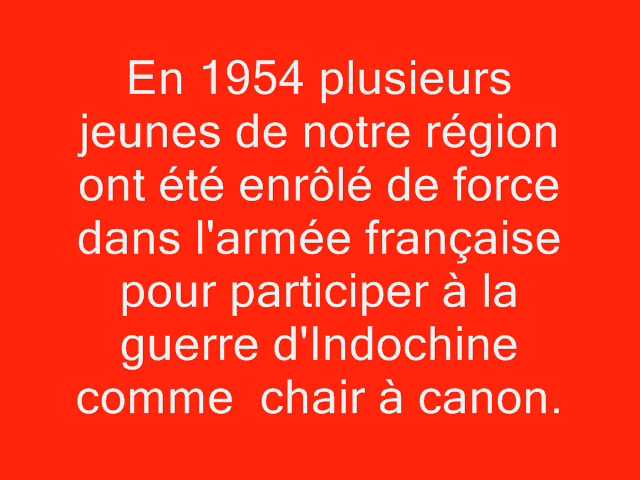 En 1954 plusieurs
jeunes de notre région
ont été enrôlé de force
dans l'armée française
pour participer à la
guerre d'Indochine
comme  chair à canon.